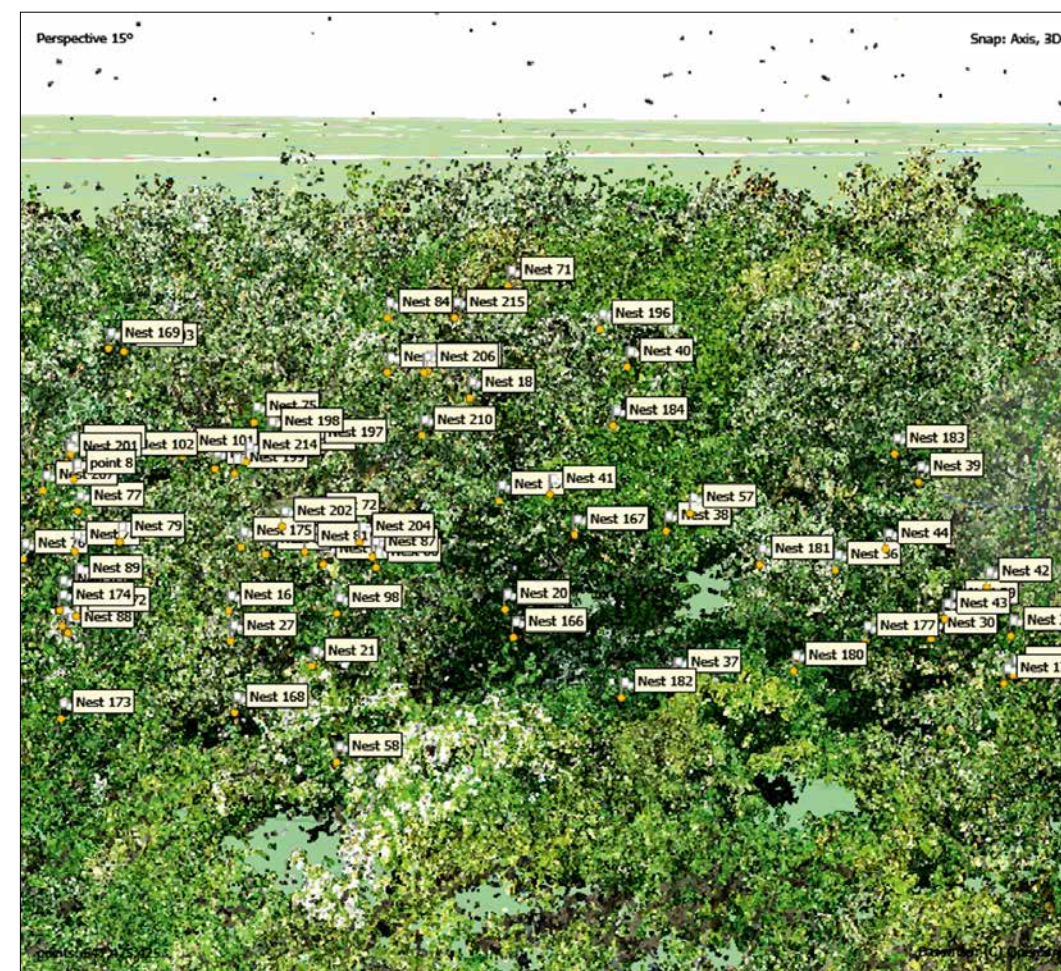 Perspective 15°
Snap: Axis, 3D
Nest 71
Nest 84
Nest 215
Nest 196
Nest 169
Nest 40
Nest 206
Nest 18
Nest 75
Nest 184
Nest 198
Nest 210
Nest 197
Nest 201
Nest 102
Nest 101
Nest 214
Nest 183
point 8
Nest 39
Nest 41
Nest 77
Nest 57
Nest 202
Nest 38
Nest 167
Nest 79
Nest 204
Nest 175
Nest 44
Nest 181
Nest 36
Nest 89
Nest 42
Nest 174
Nest 16
Nest 98
Nest 20
Nest 43
Nest 88
Nest 27
Nest 166
Nest 177
Nest 30
Nest 21
Nest 180
Nest 37
Nest 182
Nest 173
Nest 168
Nest 58